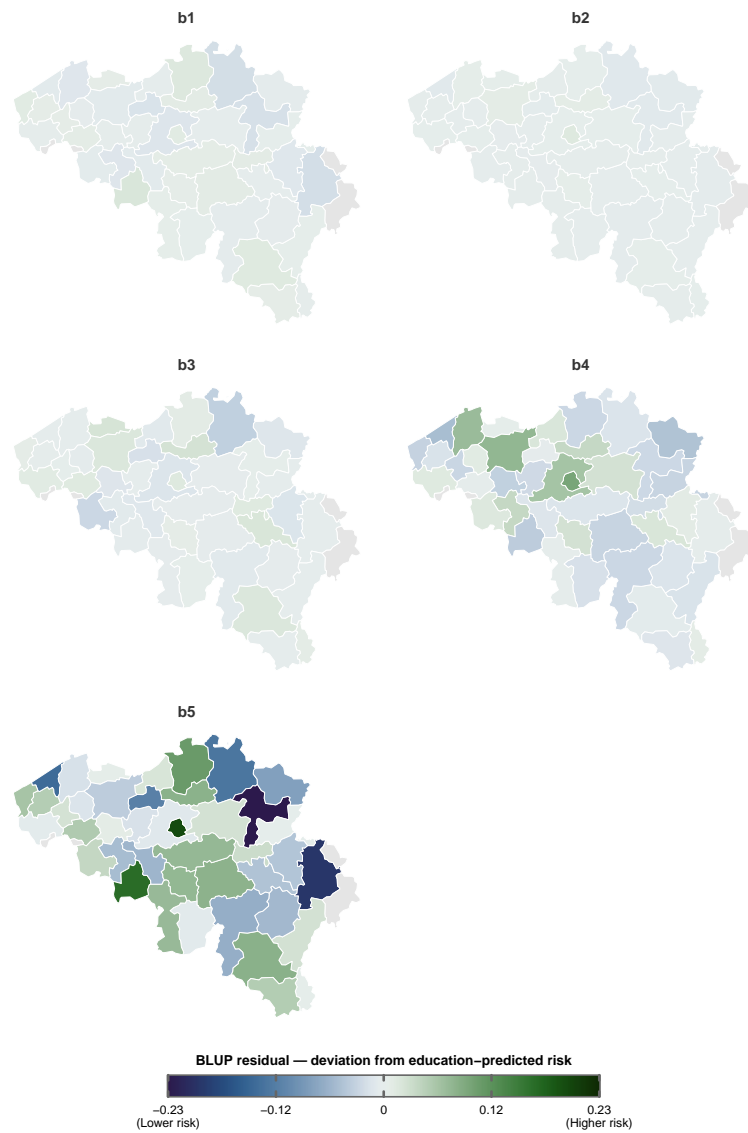 b1
b2
b3
b4
b5
BLUP residual — deviation from education−predicted risk
−0.23
(Lower risk)
−0.12
0
0.12
0.23
(Higher risk)